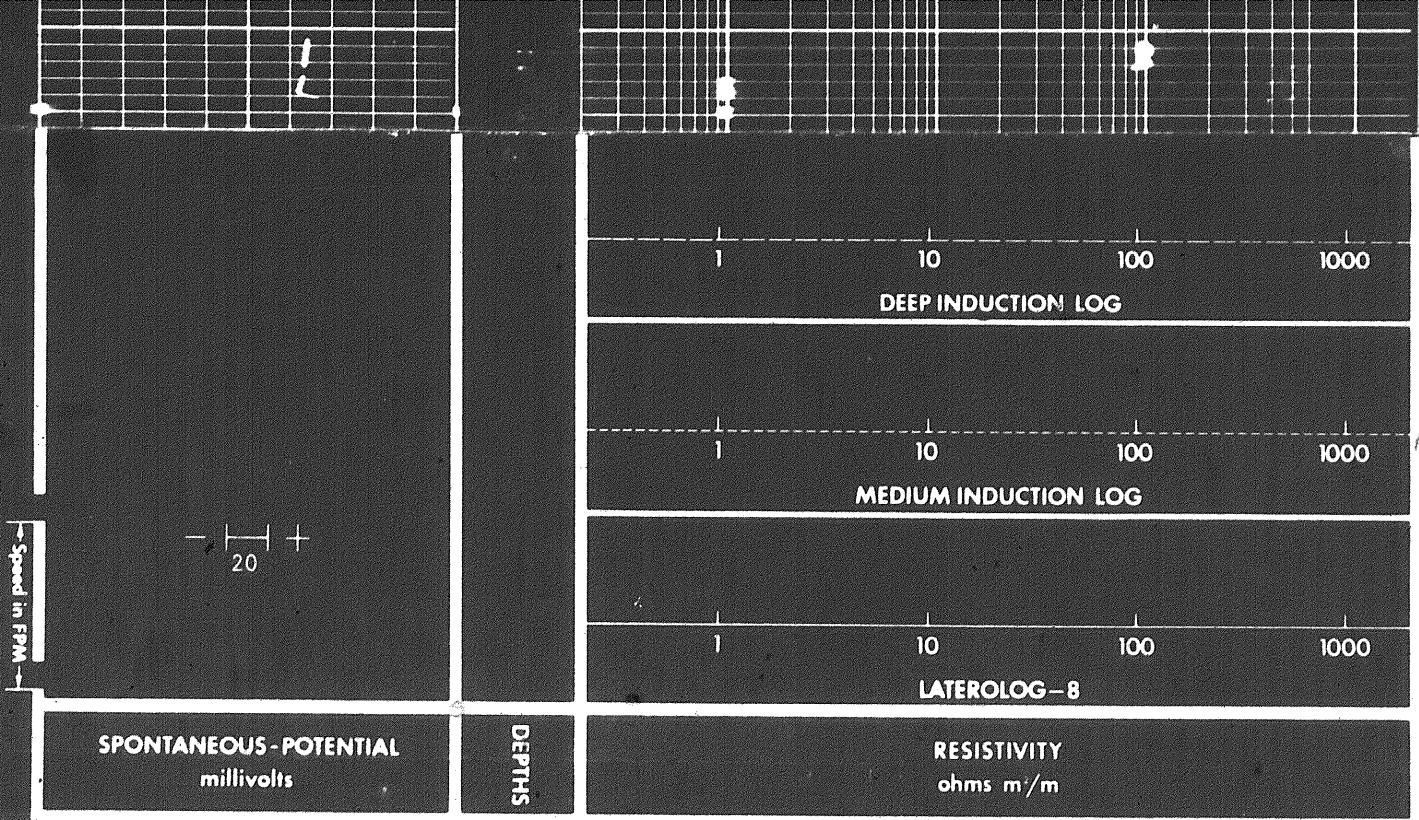 1 10 100 1000
DEEP INDUCTION LOG
1 10 100 1000
MEDIUM INDUCTION LOG
- +
20
Speed in FPM
1 10 100 1000
LATEROLOG-8
SPONTANEOUS-POTENTIAL
millivolts
DEPTHS
RESISTIVITY
ohms m²/m